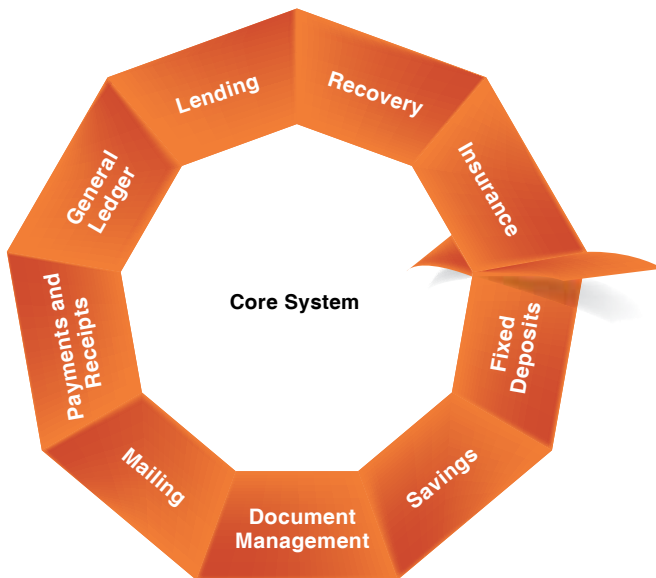 Lending
Recovery
Insurance
Fixed
Deposits
Savings
Document
Management
Mailing
Payments and
Receipts
General
Ledger
Core System